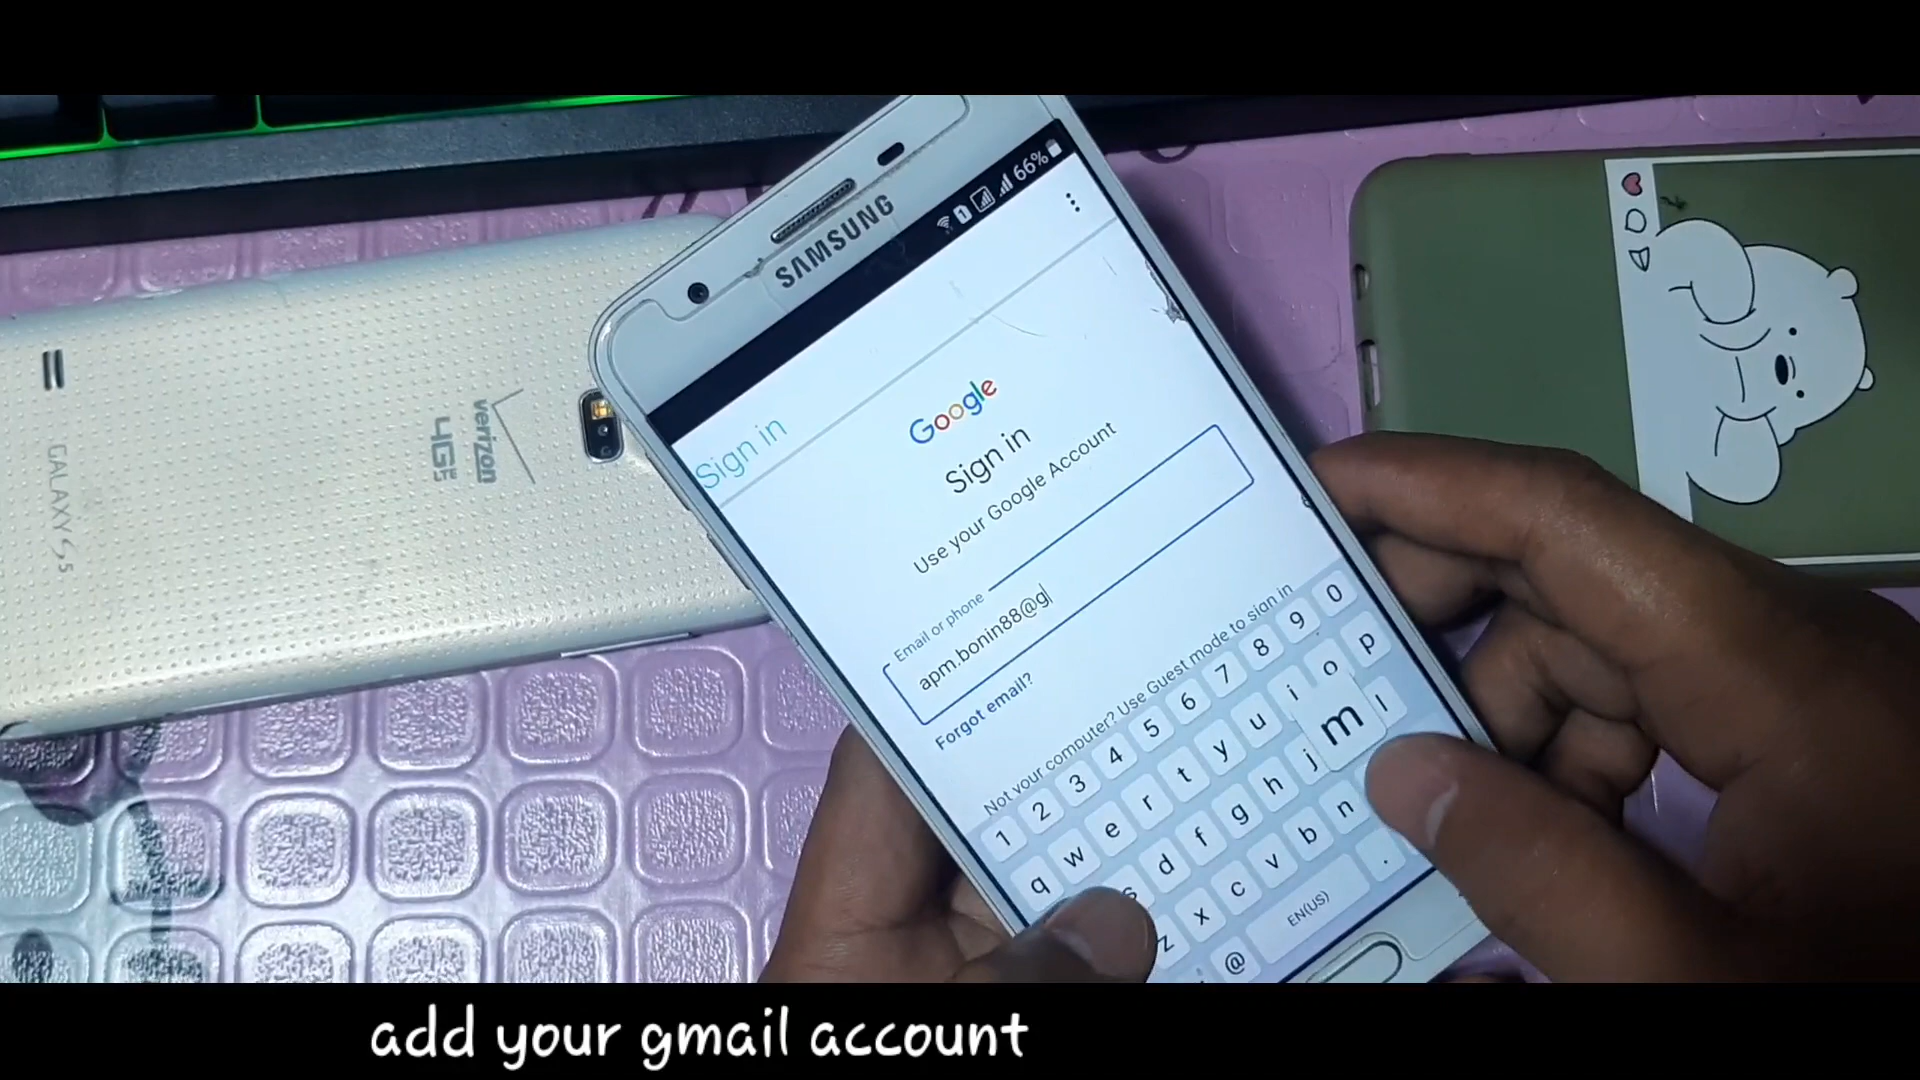 SAMSUNG
1
66%
Sign in
Google
Sign in
Use your Google Account
Email or phone
apm.bonin88@g
Forgot email?
Not your computer? Use Guest mode to sign in
1 2 3 4 5 6 7 8 9 0
q w e r t y u i o p
s d f g h j m l
z x c v b n
@ EN(US) .
GALAXY S5
verizon
4G LTE
add your gmail account